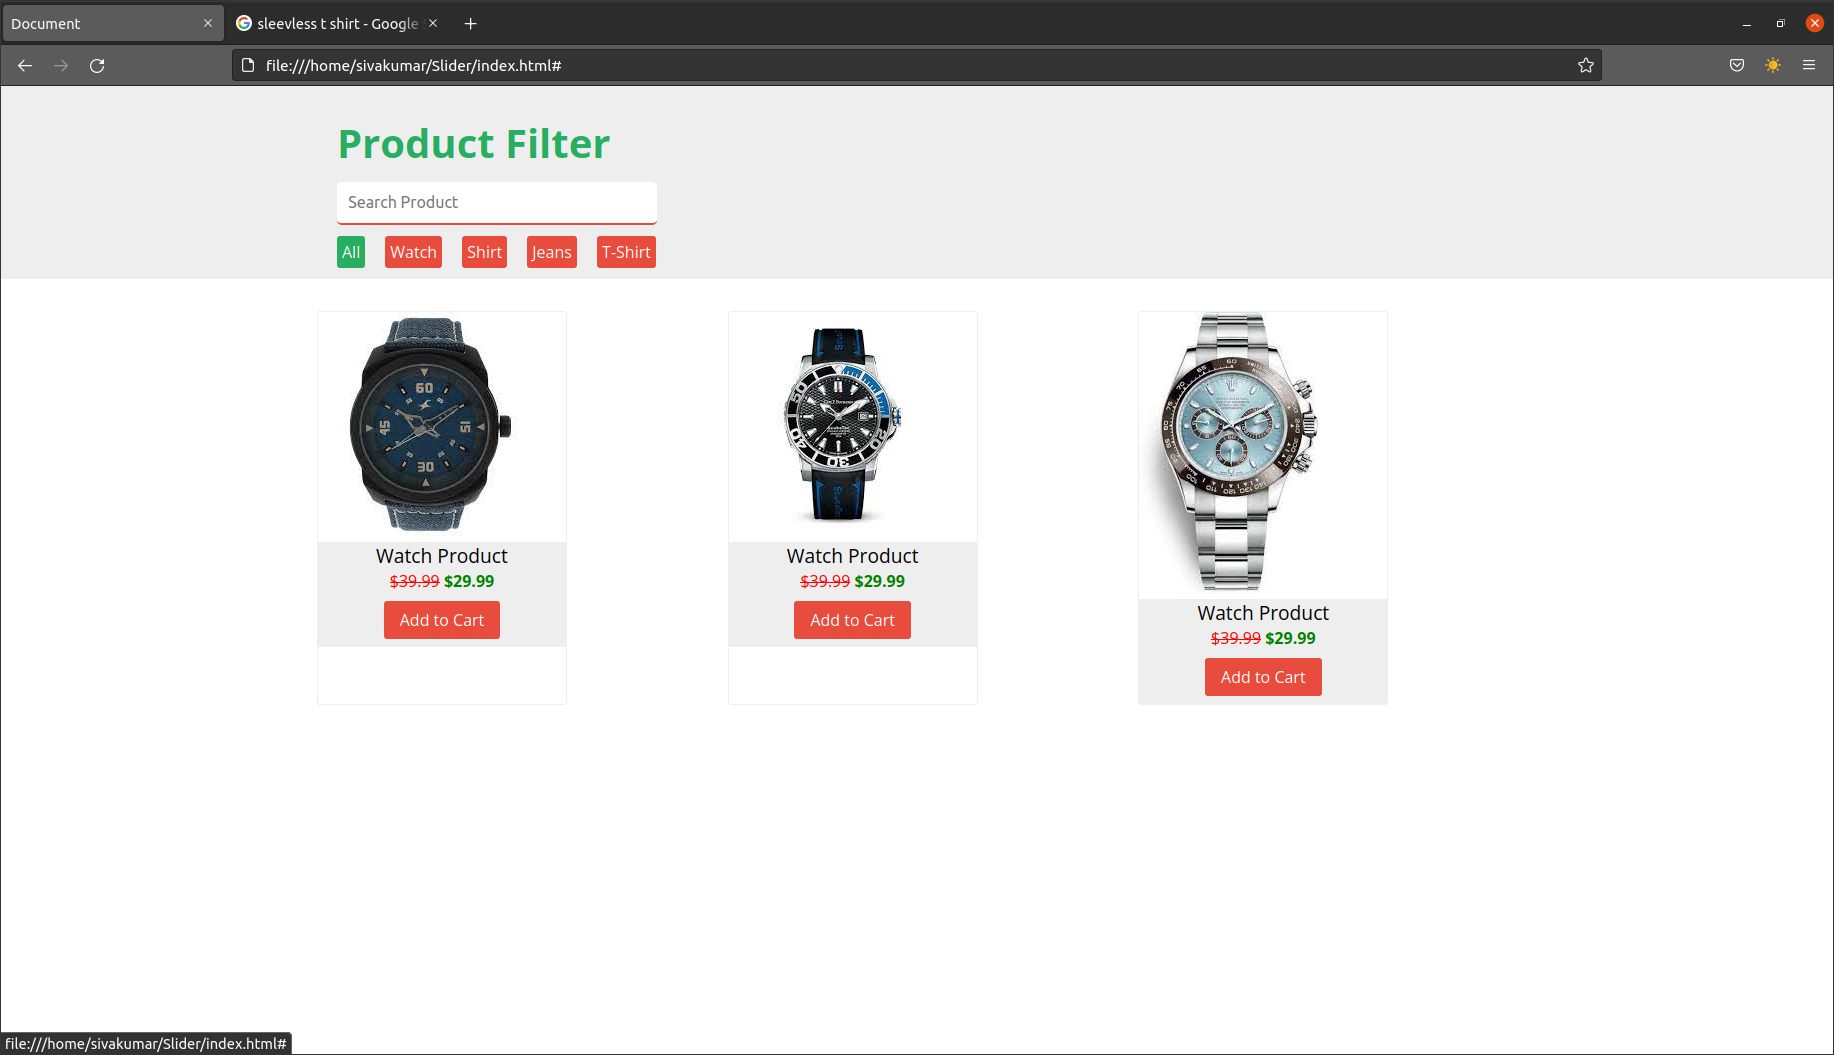 Document
sleevless t shirt - Google
file:///home/sivakumar/Slider/index.html#
Product Filter
Search Product
All Watch Shirt Jeans T-Shirt
60
45 15
30
Watch Product Watch Product
$39.99 $29.99 $39.99 $29.99
Add to Cart Add to Cart
Watch Product
$39.99 $29.99
Add to Cart
file:///home/sivakumar/Slider/index.html#